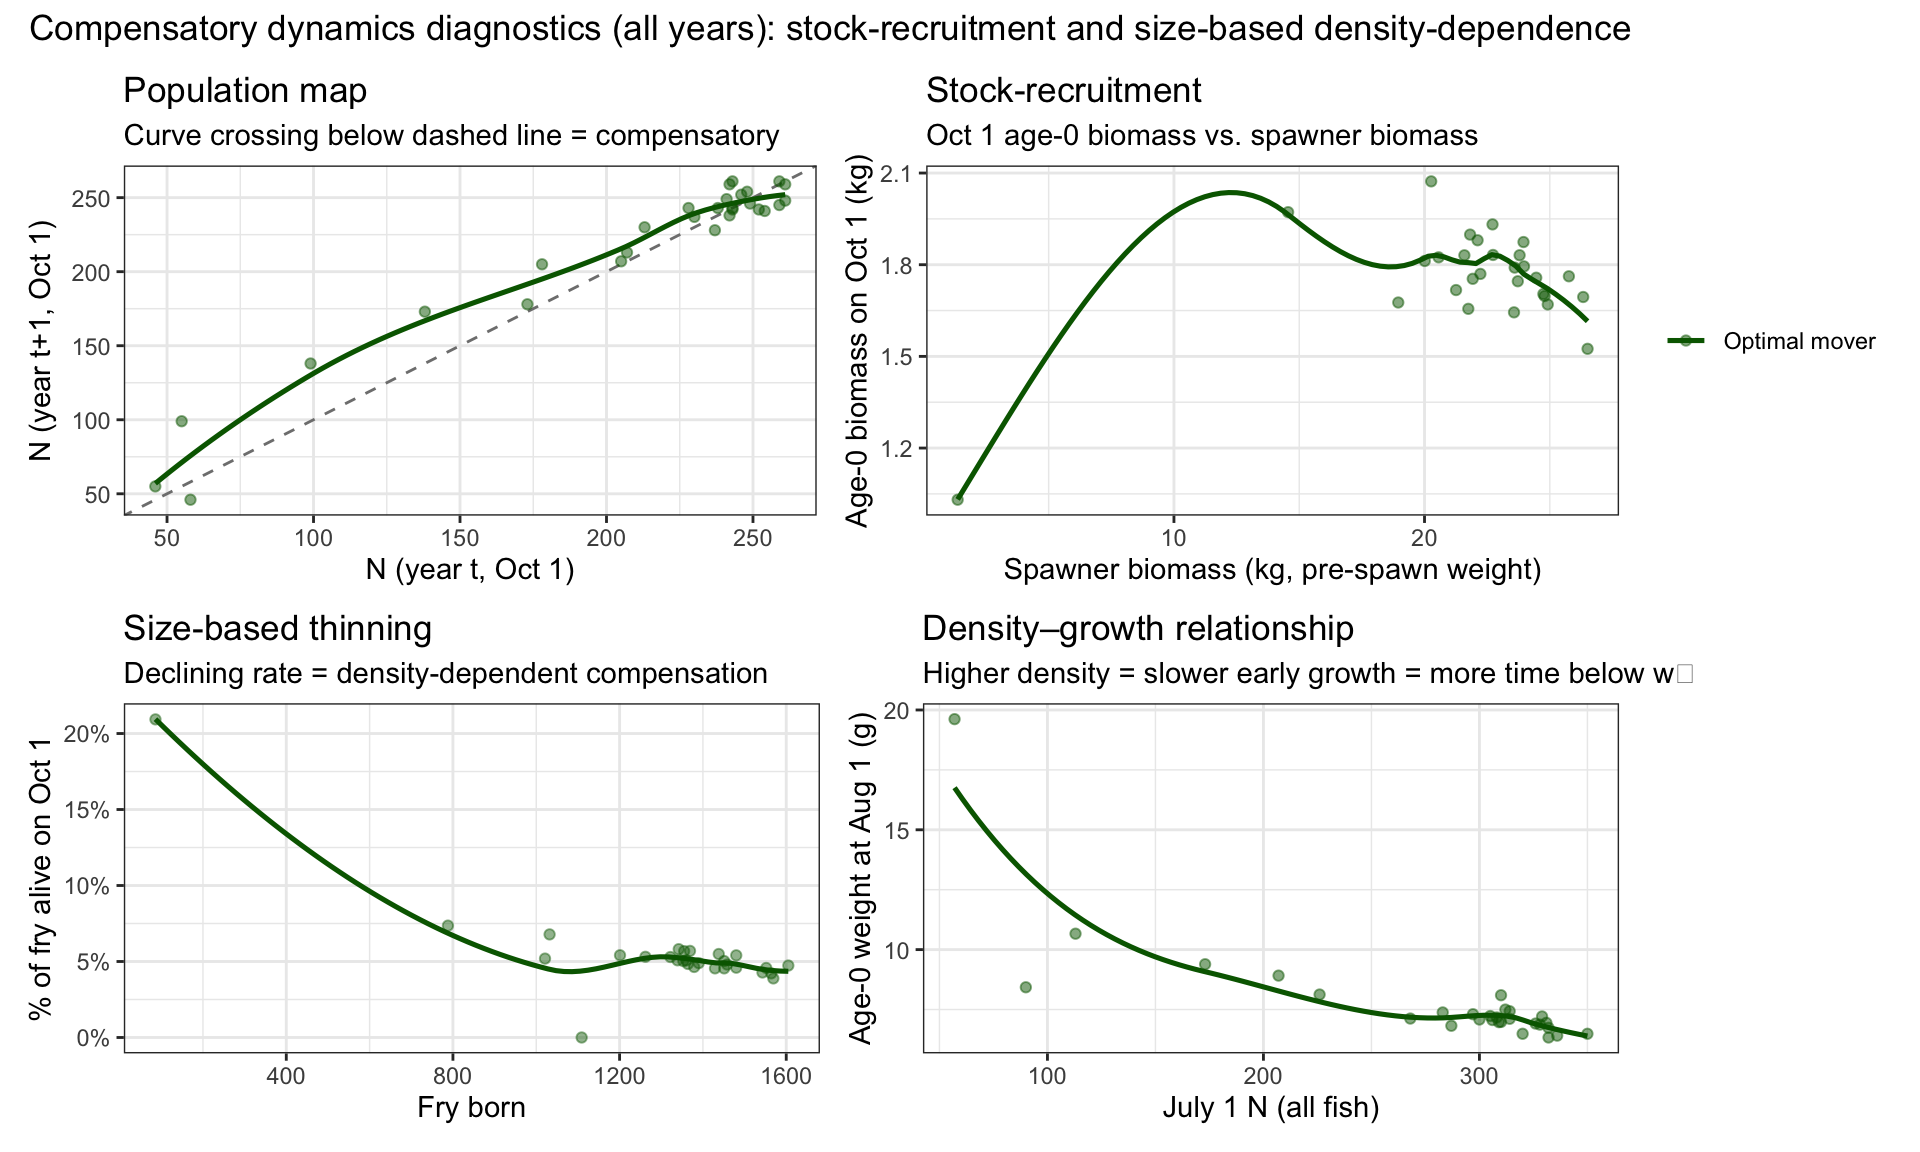 Compensatory dynamics diagnostics (all years): stock-recruitment and size-based density-dependence
Population map
Curve crossing below dashed line = compensatory
N (year t+1, Oct 1)
250
200
150
100
50
50 100 150 200 250
N (year t, Oct 1)
Stock-recruitment
Oct 1 age-0 biomass vs. spawner biomass
Age-0 biomass on Oct 1 (kg)
2.1
1.8
1.5
1.2
10 20
Spawner biomass (kg, pre-spawn weight)
Optimal mover
Size-based thinning
Declining rate = density-dependent compensation
% of fry alive on Oct 1
20%
15%
10%
5%
0%
400 800 1200 1600
Fry born
Density–growth relationship
Higher density = slower early growth = more time below w□
Age-0 weight at Aug 1 (g)
20
15
10
100 200 300
July 1 N (all fish)